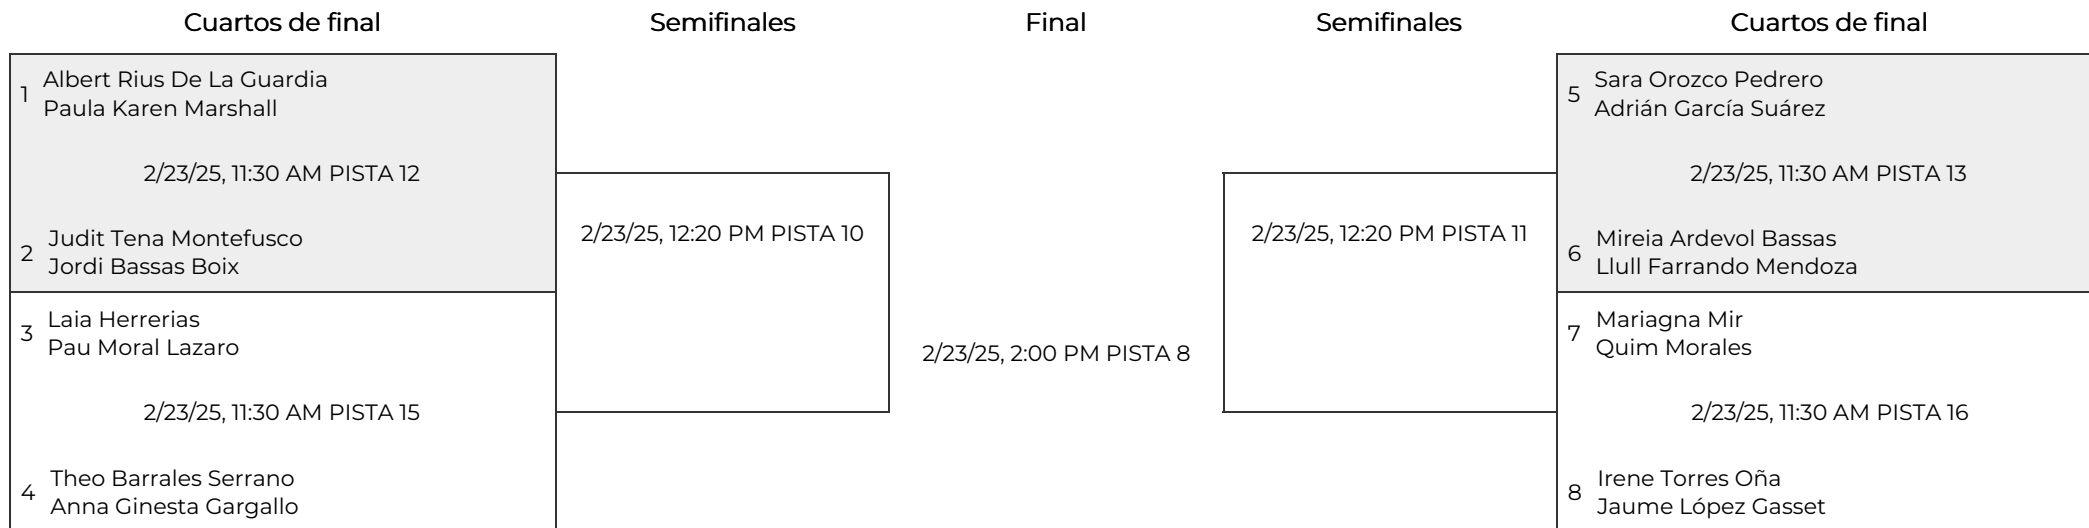 Cuartos de final
Semifinales
Final
Semifinales
Cuartos de final
1
Albert Rius De La Guardia
Paula Karen Marshall
2/23/25, 11:30 AM PISTA 12
2
Judit Tena Montefusco
Jordi Bassas Boix
3
Laia Herrerias
Pau Moral Lazaro
2/23/25, 11:30 AM PISTA 15
4
Theo Barrales Serrano
Anna Ginesta Gargallo
2/23/25, 12:20 PM PISTA 10
2/23/25, 2:00 PM PISTA 8
2/23/25, 12:20 PM PISTA 11
5
Sara Orozco Pedrero
Adrián García Suárez
2/23/25, 11:30 AM PISTA 13
6
Mireia Ardevol Bassas
Llull Farrando Mendoza
7
Mariagna Mir
Quim Morales
2/23/25, 11:30 AM PISTA 16
8
Irene Torres Oña
Jaume López Gasset